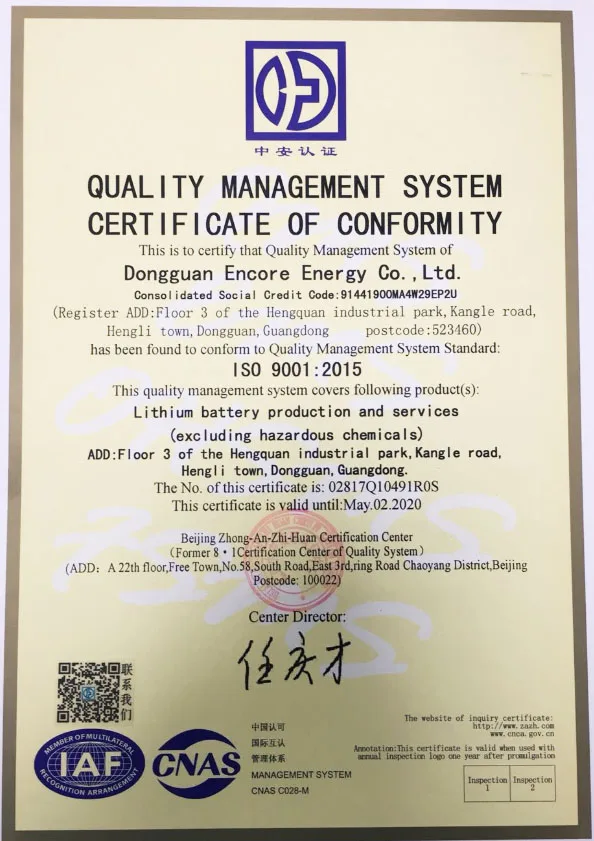 中安认证
QUALITY MANAGEMENT SYSTEM
CERTIFICATE OF CONFORMITY
This is to certify that Quality Management System of
Dongguan Encore Energy Co.,Ltd.
Consolidated Social Credit Code:91441900MA4W29EP2U
(Register ADD:Floor 3 of the Hengquan industrial park,Kangle road,
Hengli town,Dongguan,Guangdong postcode:523460)
has been found to conform to Quality Management System Standard:
ISO 9001:2015
This quality management system covers following product(s):
Lithium battery production and services
(excluding hazardous chemicals)
ADD:Floor 3 of the Hengquan industrial park,Kangle road,
Hengli town,Dongguan,Guangdong.
The No. of this certificate is: 02817Q10491R0S
This certificate is valid until:May.02.2020
Beijing Zhong-An-Zhi-Huan Certification Center
(Former 8・1Certification Center of Quality System)
(ADD: A 22th floor,Free Town,No.58,South Road,East 3rd,ring Road Chaoyang District,Beijing
Postcode: 100022)
Center Director:
任庆才
联系我们
MEMBER OF MULTILATERAL
IAF
RECOGNITION ARRANGEMENT
CNAS
中国认可
国际互认
管理体系
MANAGEMENT SYSTEM
CNAS C028-M
The website of inquiry certificate:
http://www.zazh.com
www.cnca.gov.cn
Annotation:This certificate is valid when used with
annual inspection logo one year after promulgation
Inspection 1
Inspection 2